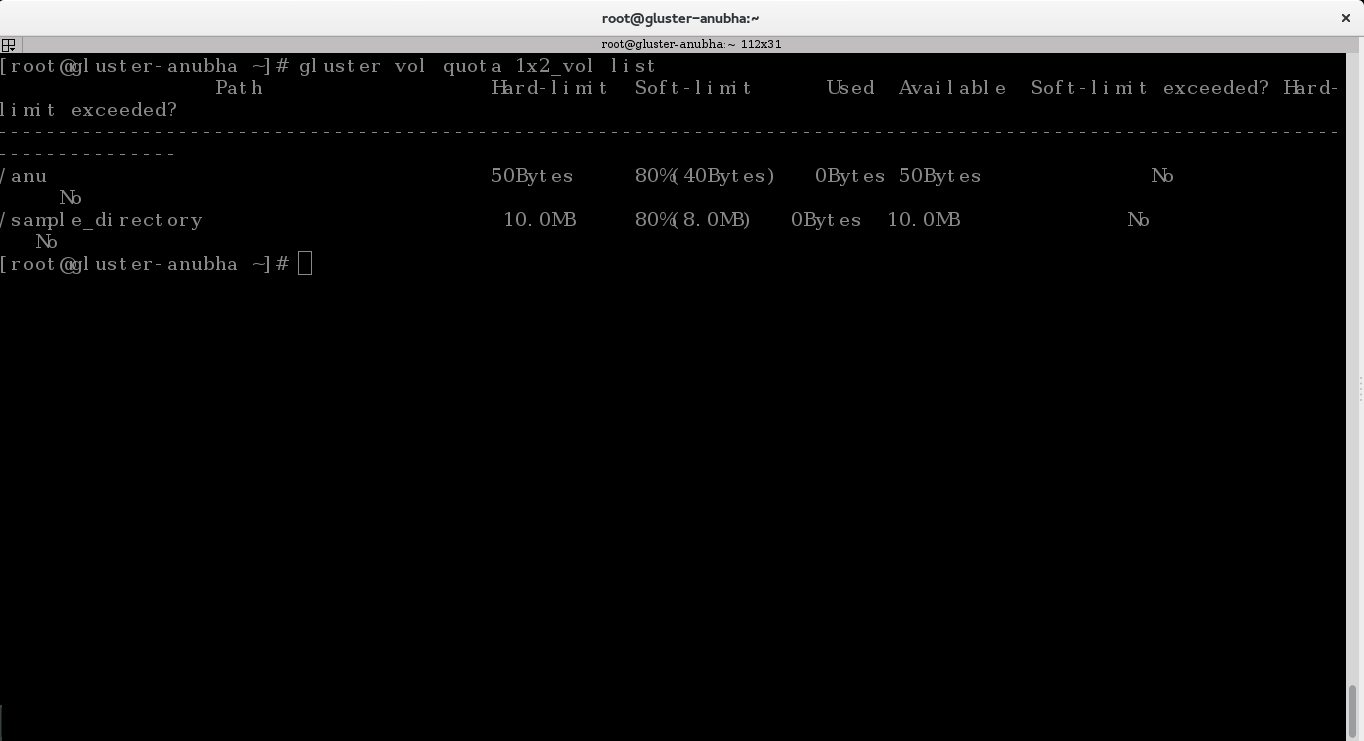 root@gluster-anubha:~
root@gluster-anubha:~ 112x31
[root@gluster-anubha ~]# gluster vol quota 1x2_vol list
Path Hard-limit Soft-limit Used Available Soft-limit exceeded? Hard-
limit exceeded?
----------------------------------------------------------------------------------------------------------------
---------------
/anu 50Bytes 80%(40Bytes) 0Bytes 50Bytes No
No
/sample_directory 10.0MB 80%(8.0MB) 0Bytes 10.0MB No
No
[root@gluster-anubha ~]#